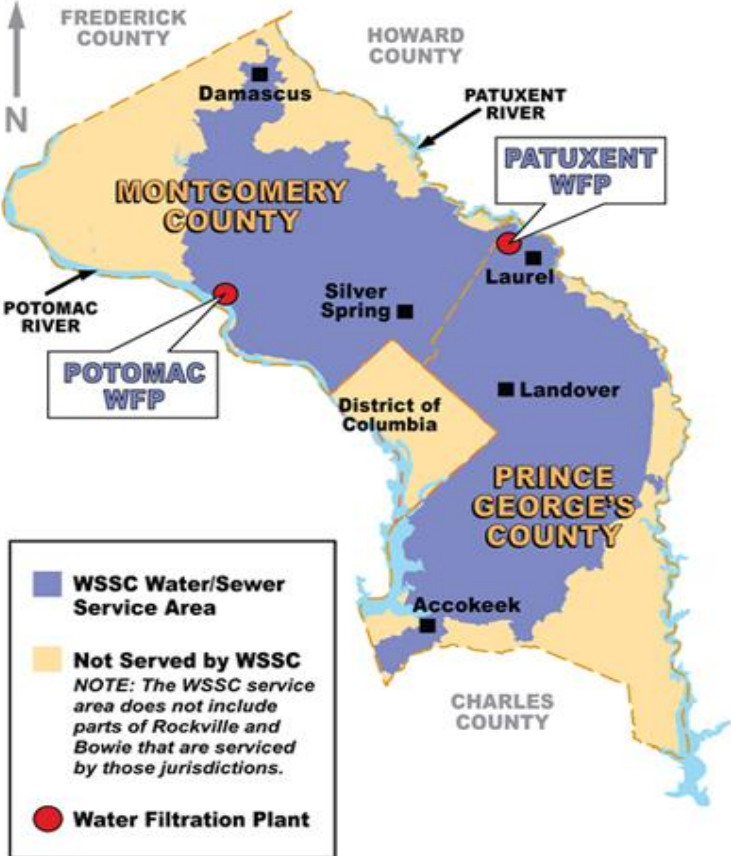 FREDERICK
COUNTY
HOWARD
COUNTY
N
Damascus
PATUXENT
RIVER
PATUXENT
WFP
MONTGOMERY
COUNTY
Laurel
POTOMAC
RIVER
Silver
Spring
POTOMAC
WFP
Landover
District of
Columbia
PRINCE
GEORGE'S
COUNTY
Accokeek
CHARLES
COUNTY
WSSC Water/Sewer
Service Area
Not Served by WSSC
NOTE: The WSSC service
area does not include
parts of Rockville and
Bowie that are serviced
by those jurisdictions.
Water Filtration Plant